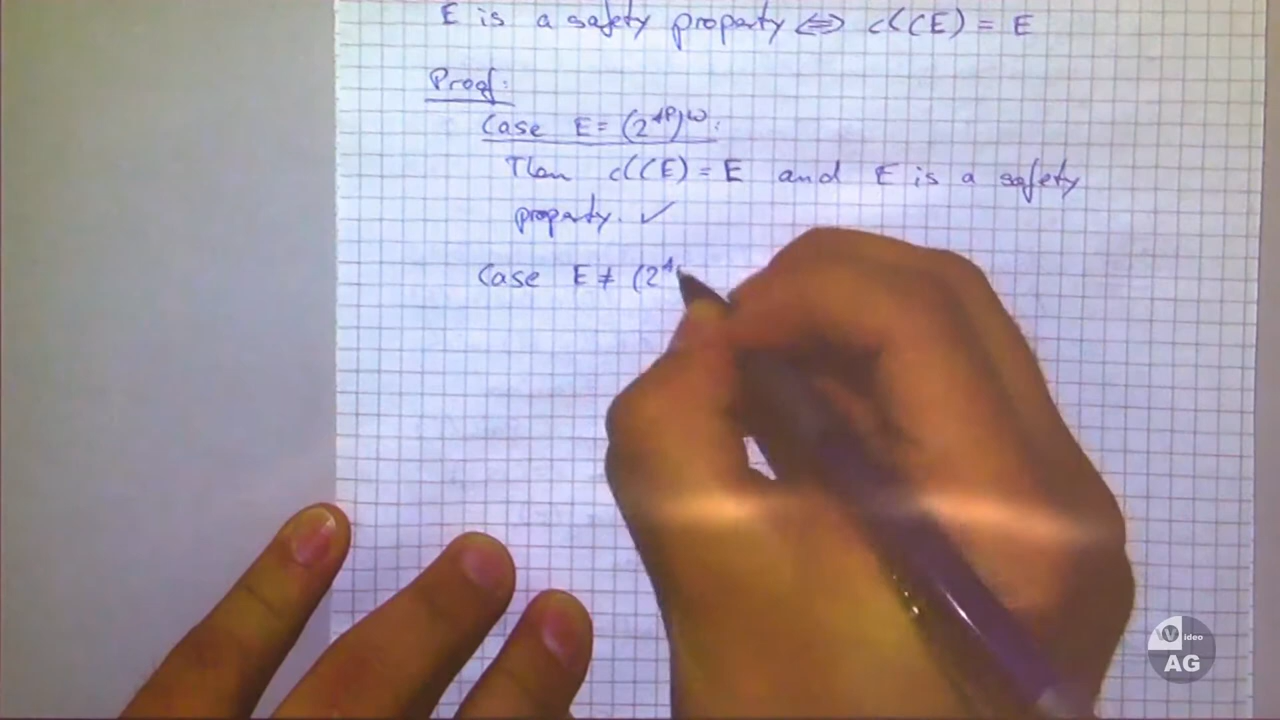 E is a safety property ⇔ cl(E) = E
Proof:
Case E = (2^AP)^ω:
Then cl(E) = E and E is a safety
property. ✓
Case E ≠ (2^A
Video
AG